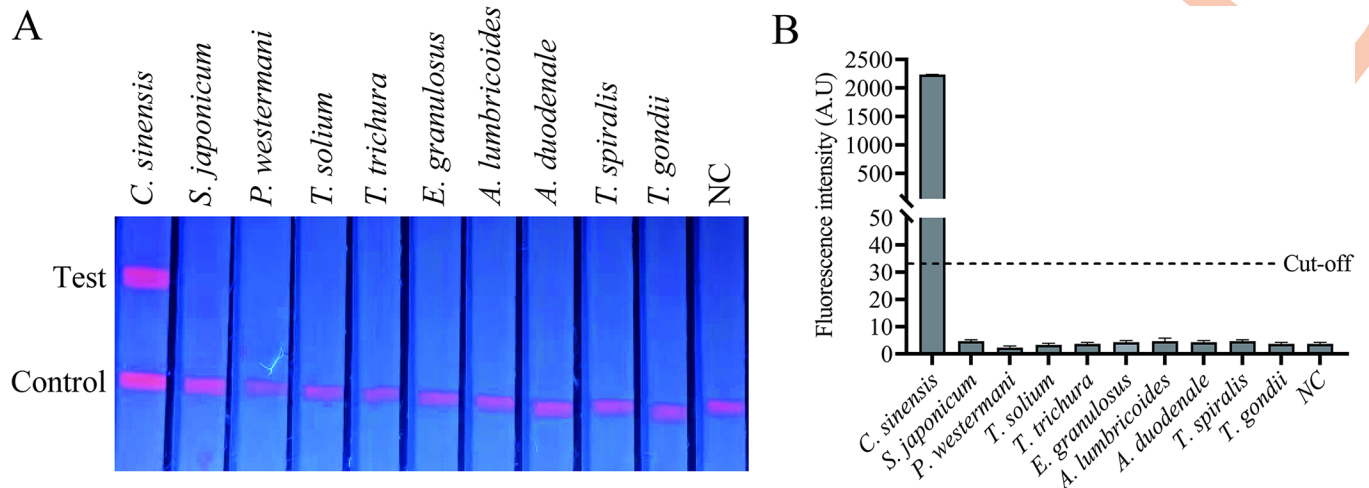 A
C. sinensis
S. japonicum
P. westermani
T. solium
T. trichura
E. granulosus
A. lumbricoides
A. duodenale
T. spiralis
T. gondii
NC
Test
Control
B
Fluorescence intensity (A.U)
2500
2000
1500
1000
500
50
40
30
20
10
0
Cut-off
C. sinensis
S. japonicum
P. westermani
T. solium
T. trichura
E. granulosus
A. lumbricoides
A. duodenale
T. spiralis
T. gondii
NC